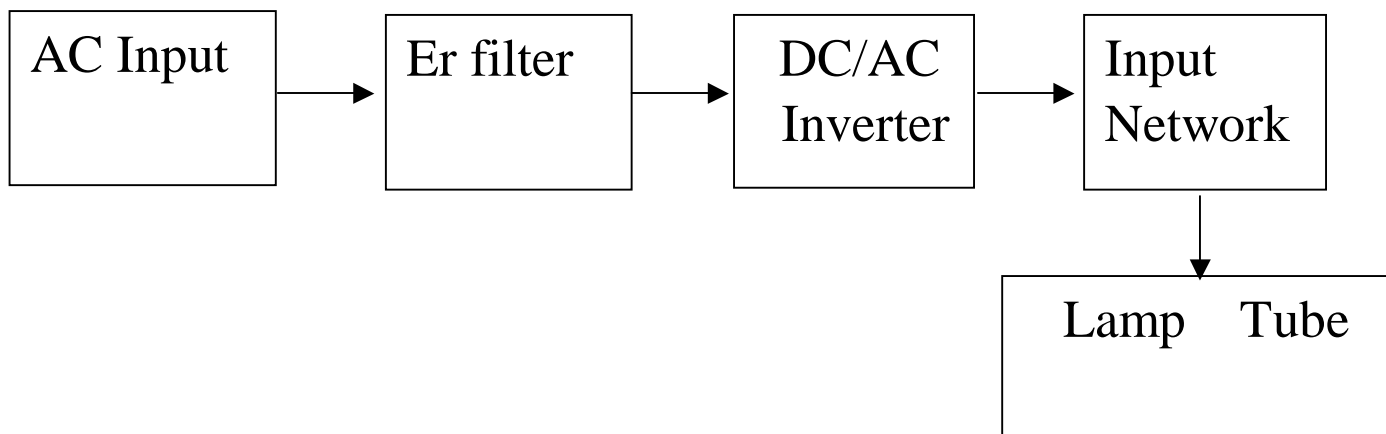 AC Input
Er filter
DC/AC
Inverter
Input
Network
Lamp Tube